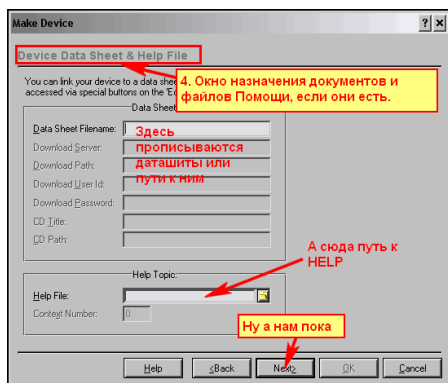 Make Device
? ×
Device Data Sheet & Help File
You can link your device to a data sheet
accessed via special buttons on the 'Ed
4. Окно назначения документов и
файлов Помощи, если они есть.
Data Sheet
Data Sheet Filename:
Download Server:
Download Path:
Download User Id:
Download Password:
CD Title:
CD Path:
Здесь
прописываются
даташиты или
пути к ним
А сюда путь к
HELP
Help Topic:
Help File:
Context Number:
0
Ну а нам пока
Help
<Back
Next>
OK
Cancel